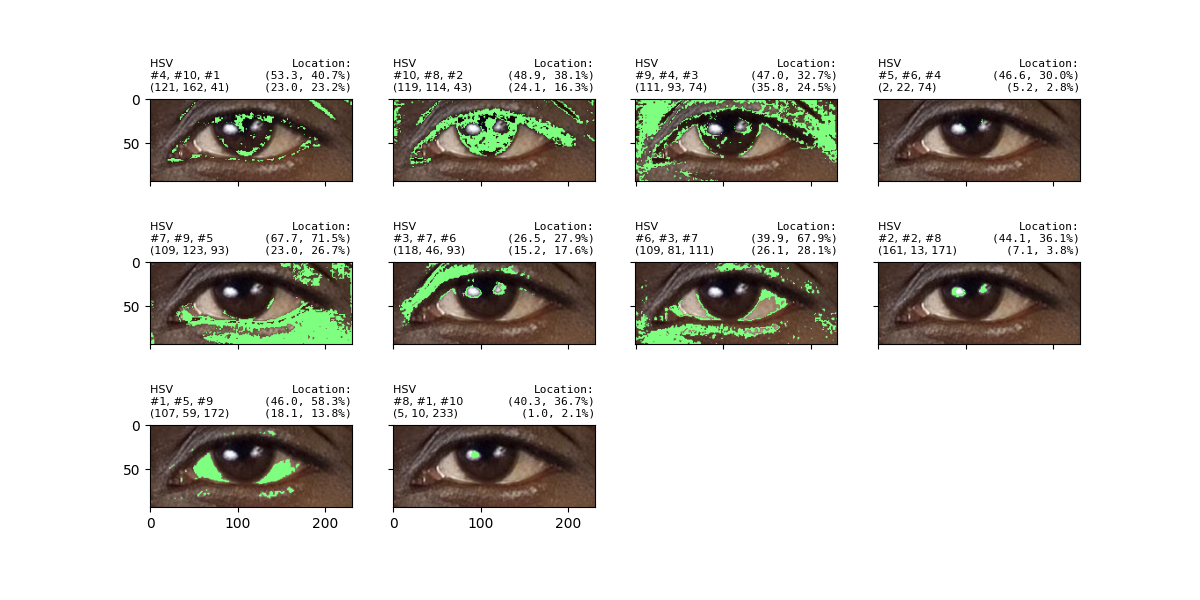 HSV Location:
#4, #10, #1 (53.3, 40.7%)
(121, 162, 41) (23.0, 23.2%)
HSV Location:
#10, #8, #2 (48.9, 38.1%)
(119, 114, 43) (24.1, 16.3%)
HSV Location:
#9, #4, #3 (47.0, 32.7%)
(111, 93, 74) (35.8, 24.5%)
HSV Location:
#5, #6, #4 (46.6, 30.0%)
(2, 22, 74) (5.2, 2.8%)
0
50
HSV Location:
#7, #9, #5 (67.7, 71.5%)
(109, 123, 93) (23.0, 26.7%)
HSV Location:
#3, #7, #6 (26.5, 27.9%)
(118, 46, 93) (15.2, 17.6%)
HSV Location:
#6, #3, #7 (39.9, 67.9%)
(109, 81, 111) (26.1, 28.1%)
HSV Location:
#2, #2, #8 (44.1, 36.1%)
(161, 13, 171) (7.1, 3.8%)
0
50
HSV Location:
#1, #5, #9 (46.0, 58.3%)
(107, 59, 172) (18.1, 13.8%)
HSV Location:
#8, #1, #10 (40.3, 36.7%)
(5, 10, 233) (1.0, 2.1%)
0
50
0 100 200
0 100 200